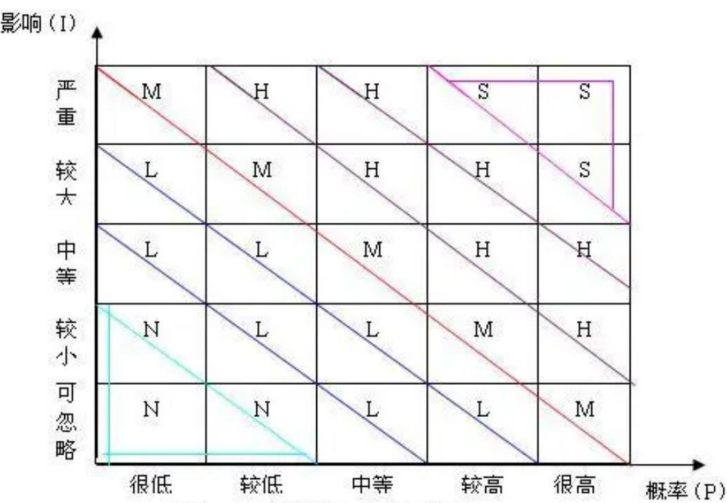 影响(I)
严重 M H H S S
较大 L M H H S
中等 L L M H H
较小 N L L M H
可忽略 N N L L M
很低 较低 中等 较高 很高
概率(P)